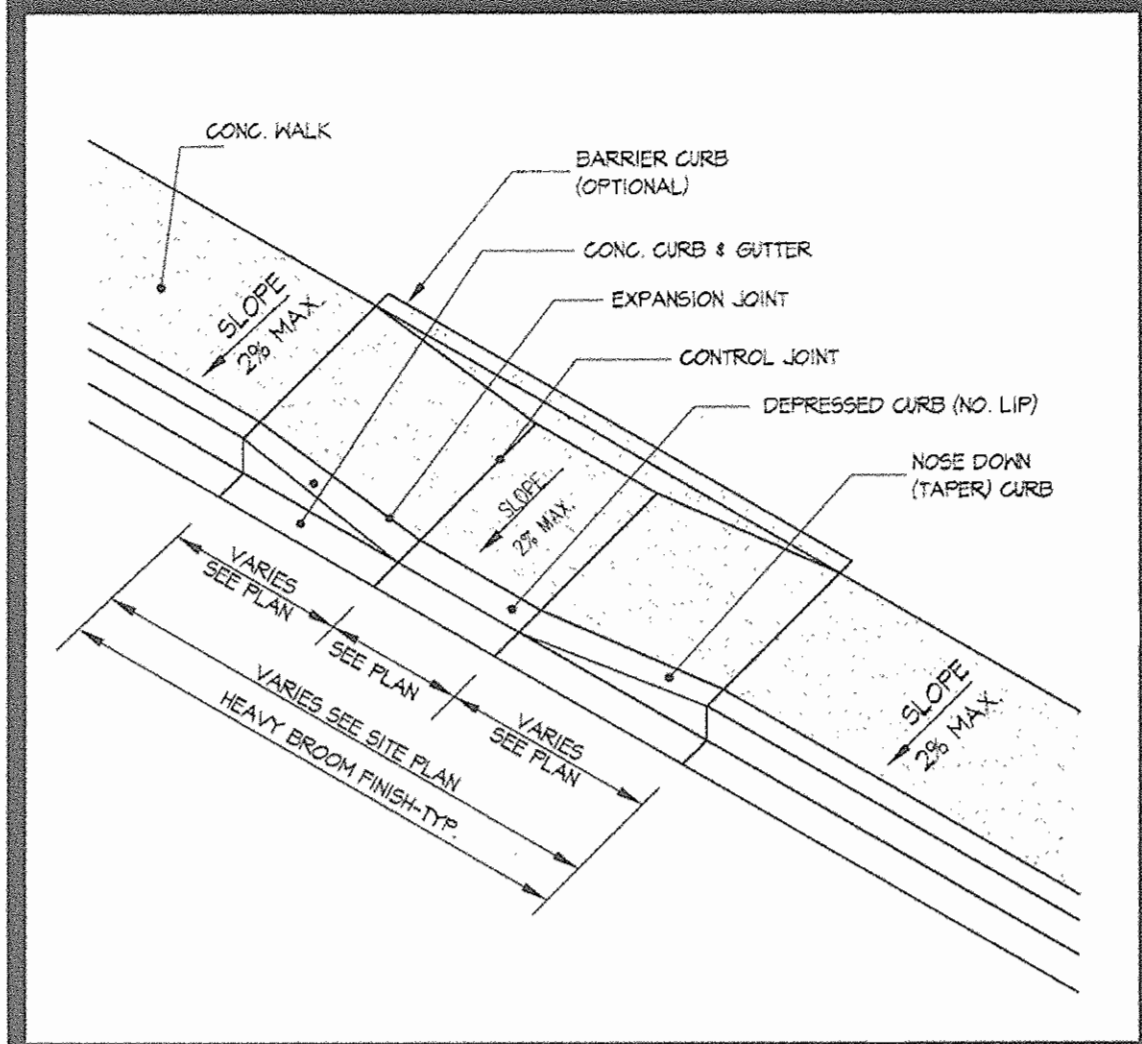 CONC. WALK
BARRIER CURB
(OPTIONAL)
CONC. CURB & GUTTER
EXPANSION JOINT
CONTROL JOINT
DEPRESSED CURB (NO. LIP)
NOSE DOWN
(TAPER) CURB
SLOPE
2% MAX.
SLOPE
2% MAX.
SLOPE
2% MAX.
VARIES
SEE PLAN
SEE PLAN
VARIES
SEE PLAN
VARIES SEE SITE PLAN
HEAVY BROOM FINISH-TYP.